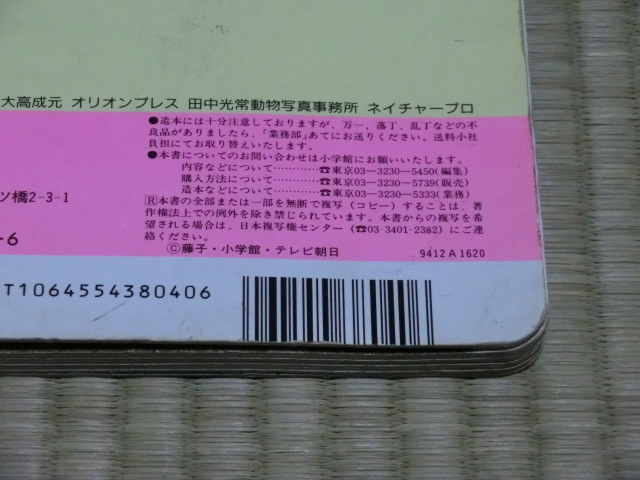 大高成元 オリオンプレス 田中光常動物写真事務所 ネイチャープロ
●造本には十分注意しておりますが、万一、落丁、乱丁などの不
良品がありましたら、「業務部」あてにお送りください。送料小社
負担にてお取り替えいたします。
●本書についてのお問い合わせは小学館にお願いいたします。
内容などについて…………☎東京03―3230―5450(編集)
購入方法について…………☎東京03―3230―5739(販売)
造本などについて…………☎東京03―3230―5333(業務)
ツ橋2-3-1
R本書の全部または一部を無断で複写(コピー)することは、著
作権法上での例外を除き禁じられています。本書からの複写を希
望される場合は、日本複写権センター(☎03-3401-2382)にご連
絡ください。
-6
©藤子・小学館・テレビ朝日
9412 A 1620
T1064554380406